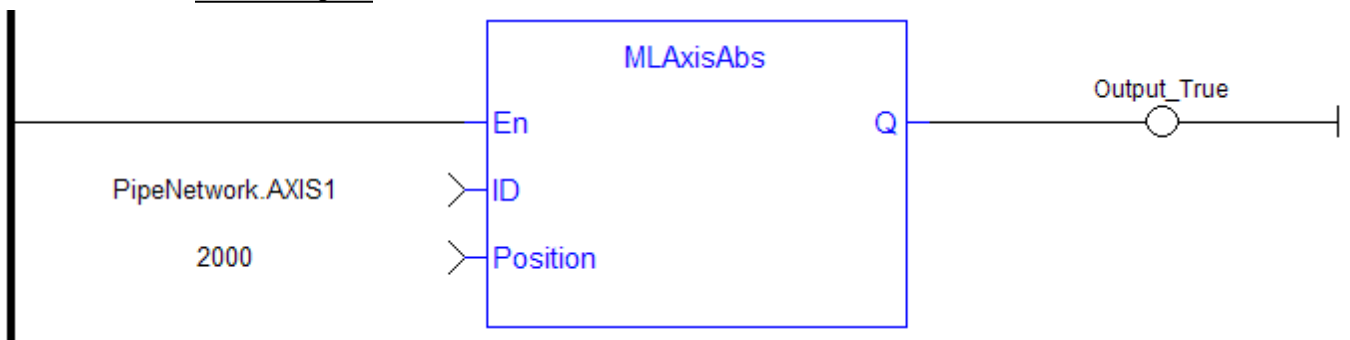 MLAxisAbs
Output_True
En
Q
PipeNetwork.AXIS1
ID
2000
Position